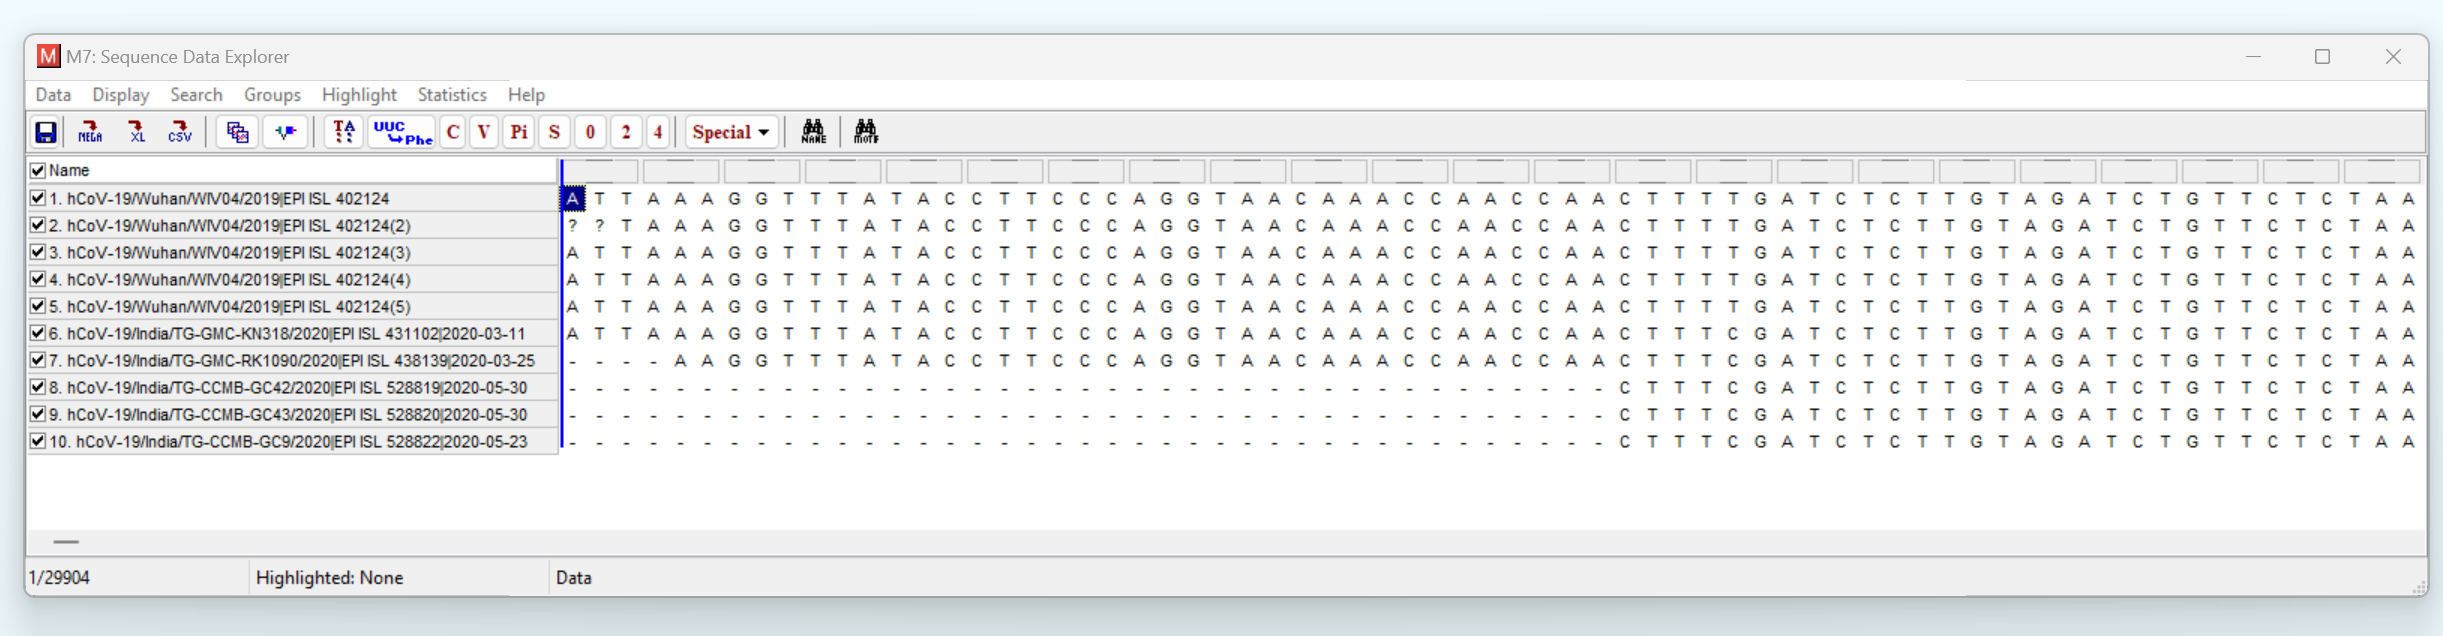 M M7: Sequence Data Explorer
Data Display Search Groups Highlight Statistics Help
MEGA XL CSV TA UUC Phe C V Pi S 0 2 4 Special NAME MOTIF
Name
1. hCoV-19/Wuhan/WIV04/2019|EPI ISL 402124 A T T A A A G G T T T A T A C C T T C C C A G G T A A C A A A C C A A C C A A C T T T T G A T C T C T T G T A G A T C T G T T C T C T A A
2. hCoV-19/Wuhan/WIV04/2019|EPI ISL 402124(2) ? ? T A A A G G T T T A T A C C T T C C C A G G T A A C A A A C C A A C C A A C T T T T G A T C T C T T G T A G A T C T G T T C T C T A A
3. hCoV-19/Wuhan/WIV04/2019|EPI ISL 402124(3) A T T A A A G G T T T A T A C C T T C C C A G G T A A C A A A C C A A C C A A C T T T T G A T C T C T T G T A G A T C T G T T C T C T A A
4. hCoV-19/Wuhan/WIV04/2019|EPI ISL 402124(4) A T T A A A G G T T T A T A C C T T C C C A G G T A A C A A A C C A A C C A A C T T T T G A T C T C T T G T A G A T C T G T T C T C T A A
5. hCoV-19/Wuhan/WIV04/2019|EPI ISL 402124(5) A T T A A A G G T T T A T A C C T T C C C A G G T A A C A A A C C A A C C A A C T T T T G A T C T C T T G T A G A T C T G T T C T C T A A
6. hCoV-19/India/TG-GMC-KN318/2020|EPI ISL 431102|2020-03-11 A T T A A A G G T T T A T A C C T T C C C A G G T A A C A A A C C A A C C A A C T T T C G A T C T C T T G T A G A T C T G T T C T C T A A
7. hCoV-19/India/TG-GMC-RK1090/2020|EPI ISL 438139|2020-03-25 - - - - A A G G T T T A T A C C T T C C C A G G T A A C A A A C C A A C C A A C T T T C G A T C T C T T G T A G A T C T G T T C T C T A A
8. hCoV-19/India/TG-CCMB-GC42/2020|EPI ISL 528819|2020-05-30 - - - - - - - - - - - - - - - - - - - - - - - - - - - - - - - - - - - - - - - C T T T C G A T C T C T T G T A G A T C T G T T C T C T A A
9. hCoV-19/India/TG-CCMB-GC43/2020|EPI ISL 528820|2020-05-30 - - - - - - - - - - - - - - - - - - - - - - - - - - - - - - - - - - - - - - - C T T T C G A T C T C T T G T A G A T C T G T T C T C T A A
10. hCoV-19/India/TG-CCMB-GC9/2020|EPI ISL 528822|2020-05-23 - - - - - - - - - - - - - - - - - - - - - - - - - - - - - - - - - - - - - - - C T T T C G A T C T C T T G T A G A T C T G T T C T C T A A
1/29904 Highlighted: None Data